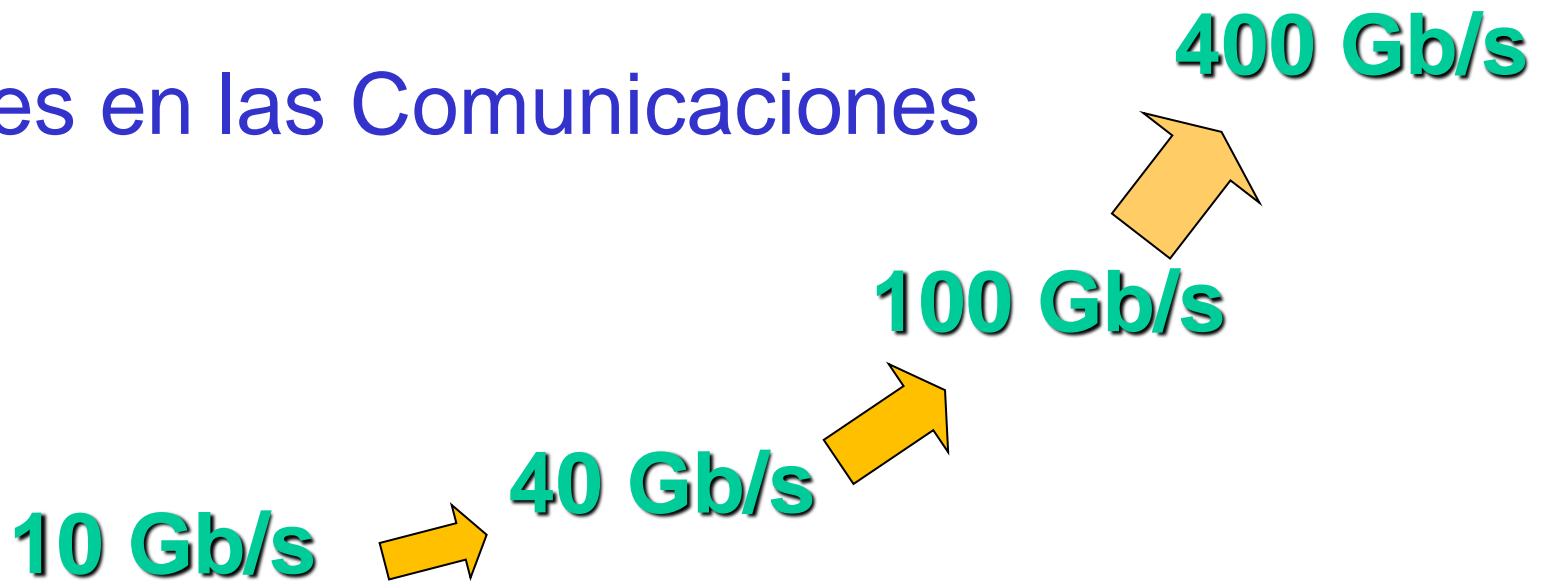 400 Gb/s
es en las Comunicaciones
100 Gb/s
40 Gb/s
10 Gb/s